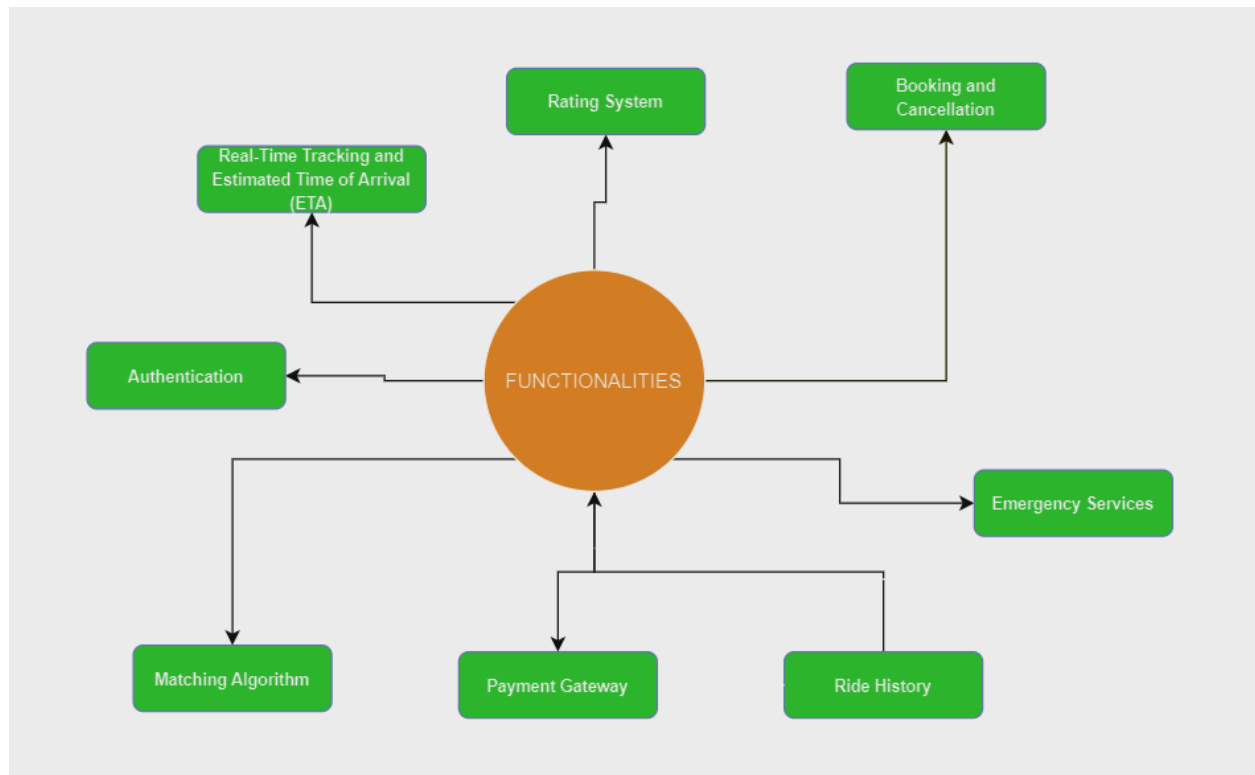 Rating System
Booking and
Cancellation
Real-Time Tracking and
Estimated Time of Arrival
(ETA)
Authentication
FUNCTIONALITIES
Emergency Services
Matching Algorithm
Payment Gateway
Ride History